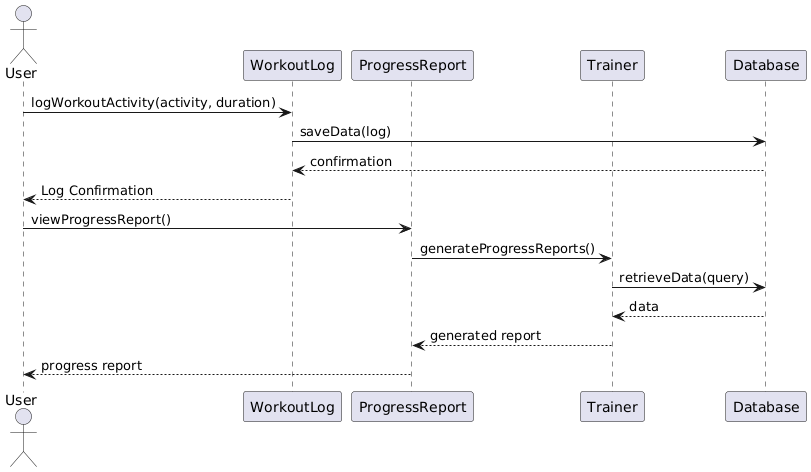 User
WorkoutLog
ProgressReport
Trainer
Database
logWorkoutActivity(activity, duration)
saveData(log)
confirmation
Log Confirmation
viewProgressReport()
generateProgressReports()
retrieveData(query)
data
generated report
progress report
User
WorkoutLog
ProgressReport
Trainer
Database